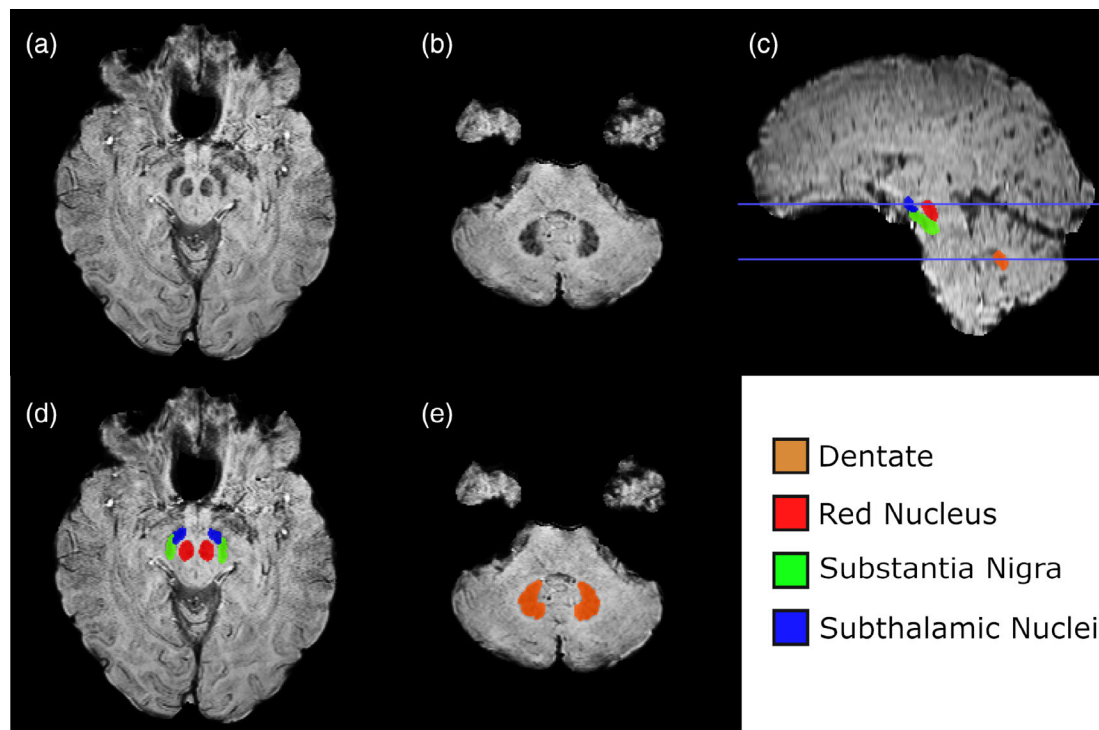 (a)
(b)
(c)
(d)
(e)
Dentate
Red Nucleus
Substantia Nigra
Subthalamic Nuclei